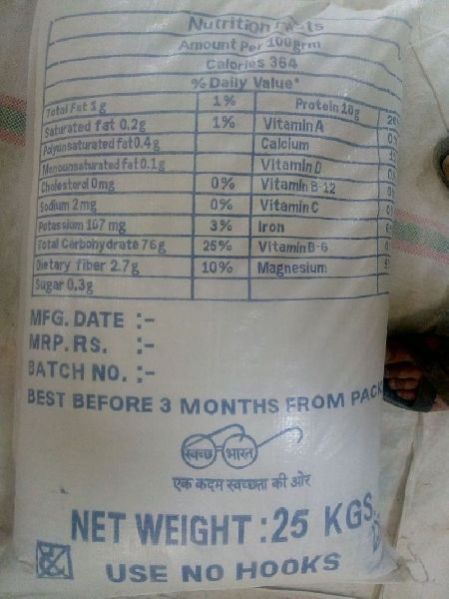 Nutrition
Amount Per 100grm
Calories 364
% Daily Value*
Total Fat 1g 1% Protein 10g
Saturated fat 0.2g 1% Vitamin A
Polyunsaturated fat 0.4g Calcium
Monounsaturated fat 0.1g Vitamin D
Cholesterol 0mg 0% Vitamin B-12
Sodium 2mg 0% Vitamin C
Potassium 107 mg 3% Iron
Total Carbohydrate 76g 25% Vitamin B-6
Dietary fiber 2.7g 10% Magnesium
Sugar 0.3g
MFG. DATE :-
MRP. RS. :-
BATCH NO. :-
BEST BEFORE 3 MONTHS FROM PACK
स्वच्छ भारत
एक कदम स्वच्छता की ओर
NET WEIGHT : 25 KGS
USE NO HOOKS